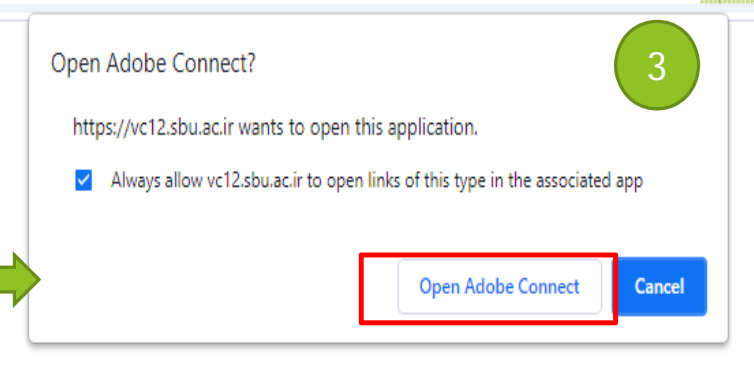 Open Adobe Connect?
3
https://vc12.sbu.ac.ir wants to open this application.
Always allow vc12.sbu.ac.ir to open links of this type in the associated app
Open Adobe Connect
Cancel